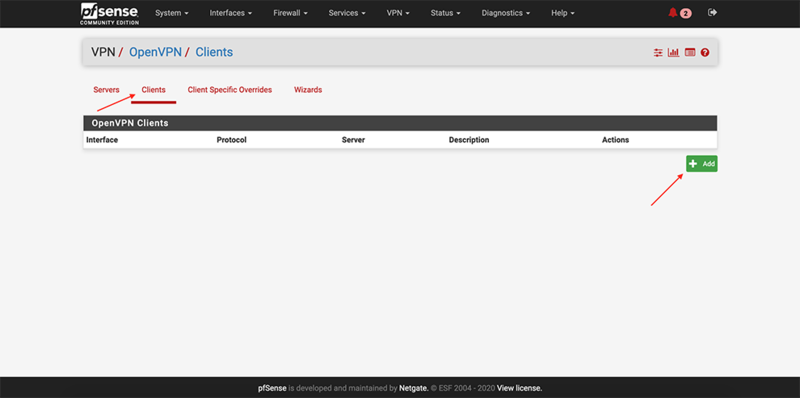 pfsense System Interfaces Firewall Services VPN Status Diagnostics Help 2
COMMUNITY EDITION
VPN / OpenVPN / Clients
Servers Clients Client Specific Overrides Wizards
OpenVPN Clients
Interface Protocol Server Description Actions
Add
pfSense is developed and maintained by Netgate. © ESF 2004 - 2020 View license.